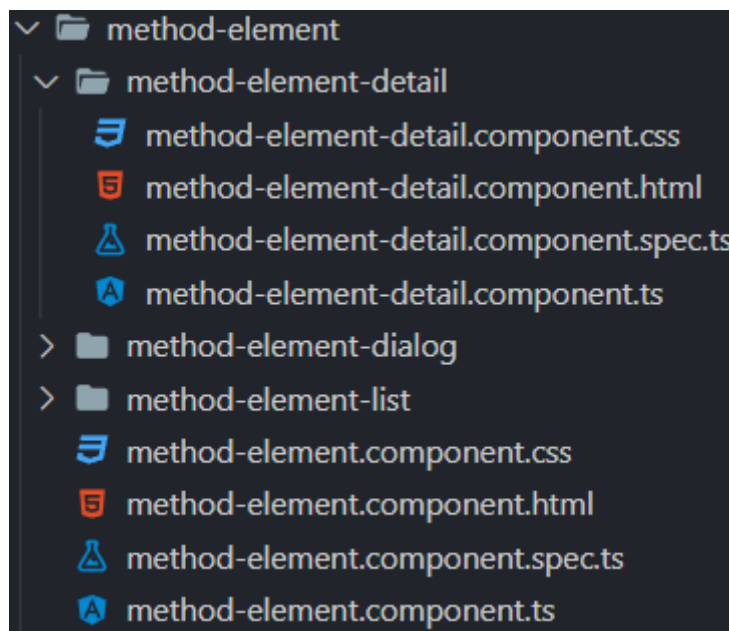 method-element
method-element-detail
method-element-detail.component.css
method-element-detail.component.html
method-element-detail.component.spec.ts
method-element-detail.component.ts
method-element-dialog
method-element-list
method-element.component.css
method-element.component.html
method-element.component.spec.ts
method-element.component.ts